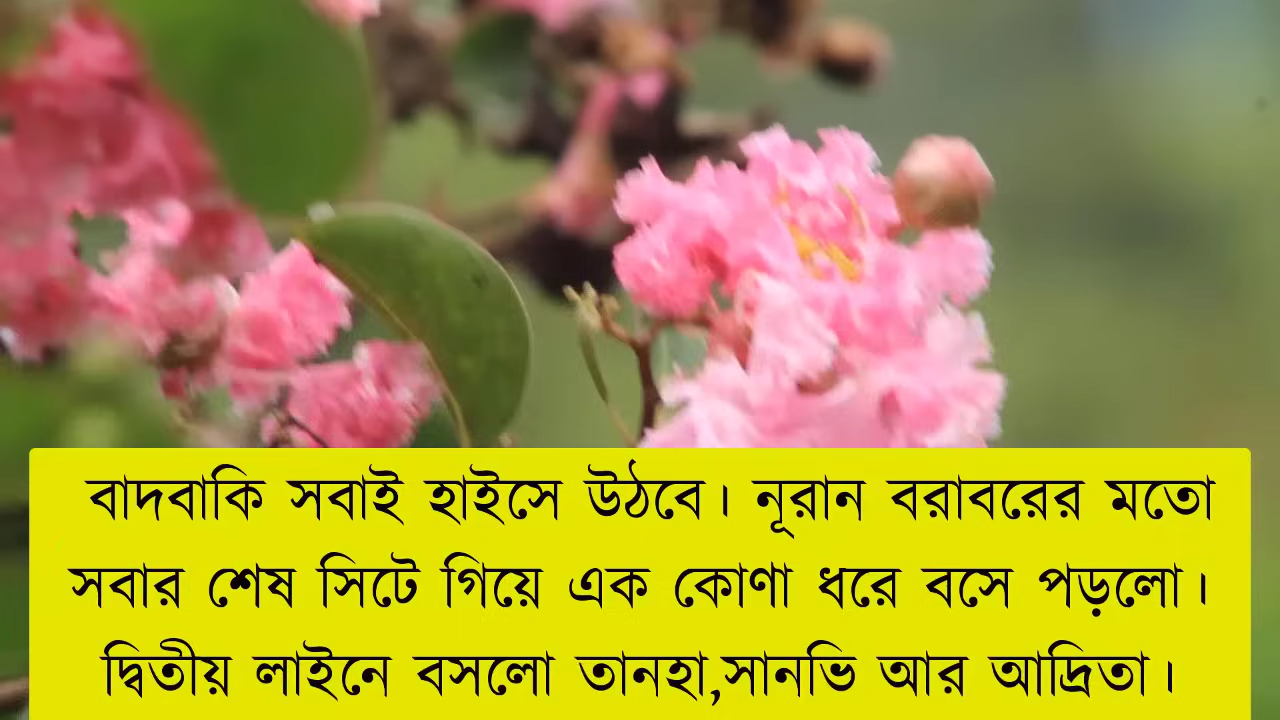 বাদবাকি সবাই হাইসে উঠবে। নূরান বরাবরের মতো
সবার শেষ সিটে গিয়ে এক কোণা ধরে বসে পড়লো।
দ্বিতীয় লাইনে বসলো তানহা,সানভি আর আদ্রিতা।